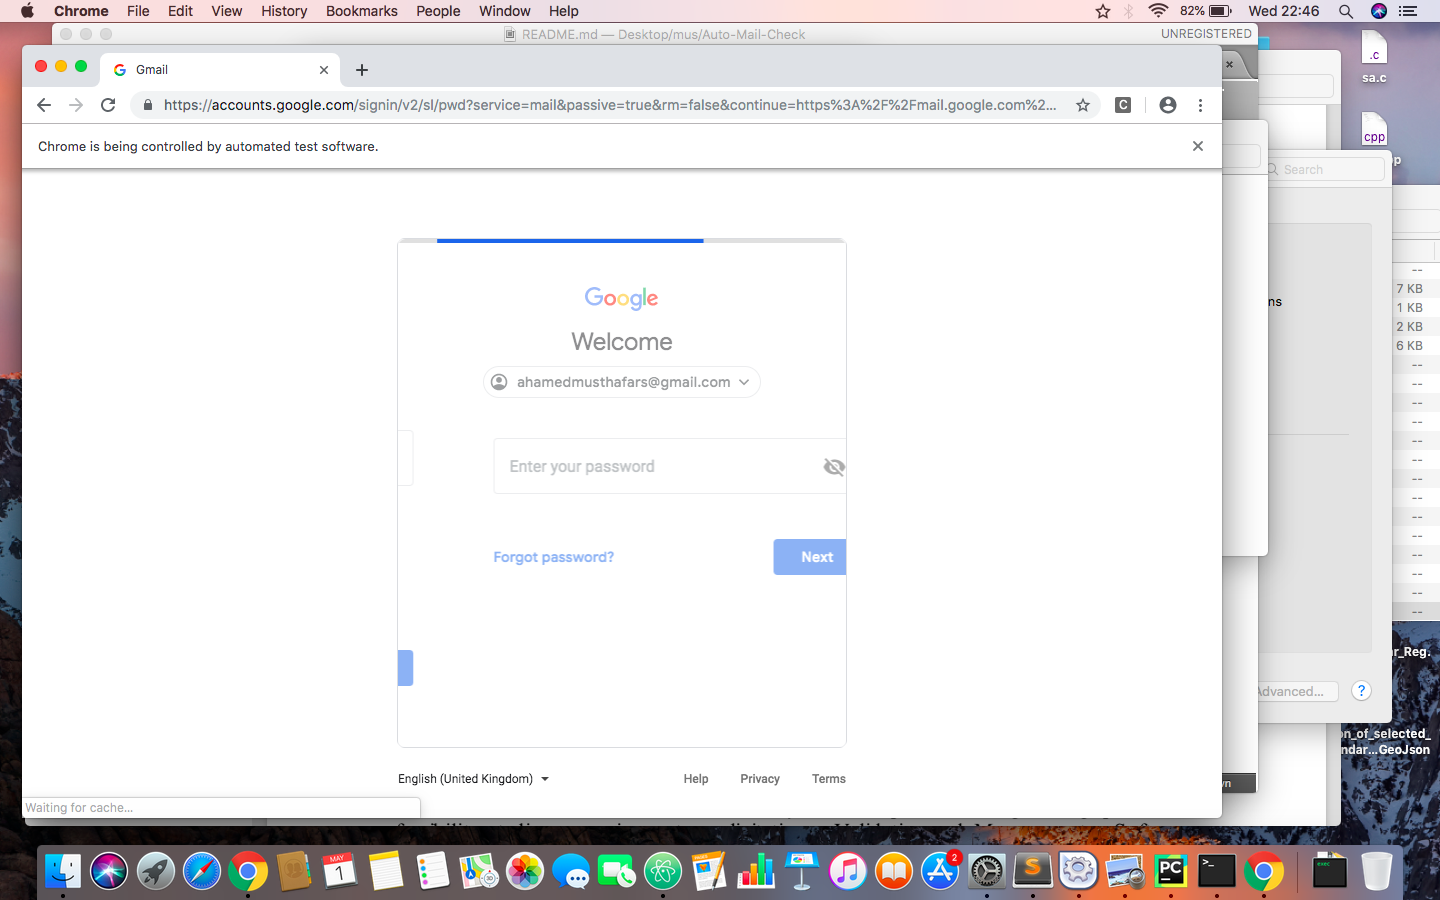 Chrome File Edit View History Bookmarks People Window Help 82% Wed 22:46
README.md — Desktop/mus/Auto-Mail-Check UNREGISTERED
Gmail
https://accounts.google.com/signin/v2/sl/pwd?service=mail&passive=true&rm=false&continue=https%3A%2F%2Fmail.google.com%2...
C
Chrome is being controlled by automated test software.
.c
sa.c
cpp
Search
ns
--
7 KB
1 KB
2 KB
6 KB
--
--
--
--
--
--
--
--
--
--
--
--
--
--
Google
Welcome
ahamedmusthafars@gmail.com
Enter your password
Forgot password?
Next
Advanced...
?
r_Reg.
n_of_selected_
ndar...GeoJson
English (United Kingdom)
Help Privacy Terms
Waiting for cache...
MAY
1
2
S
PC
>_
exec